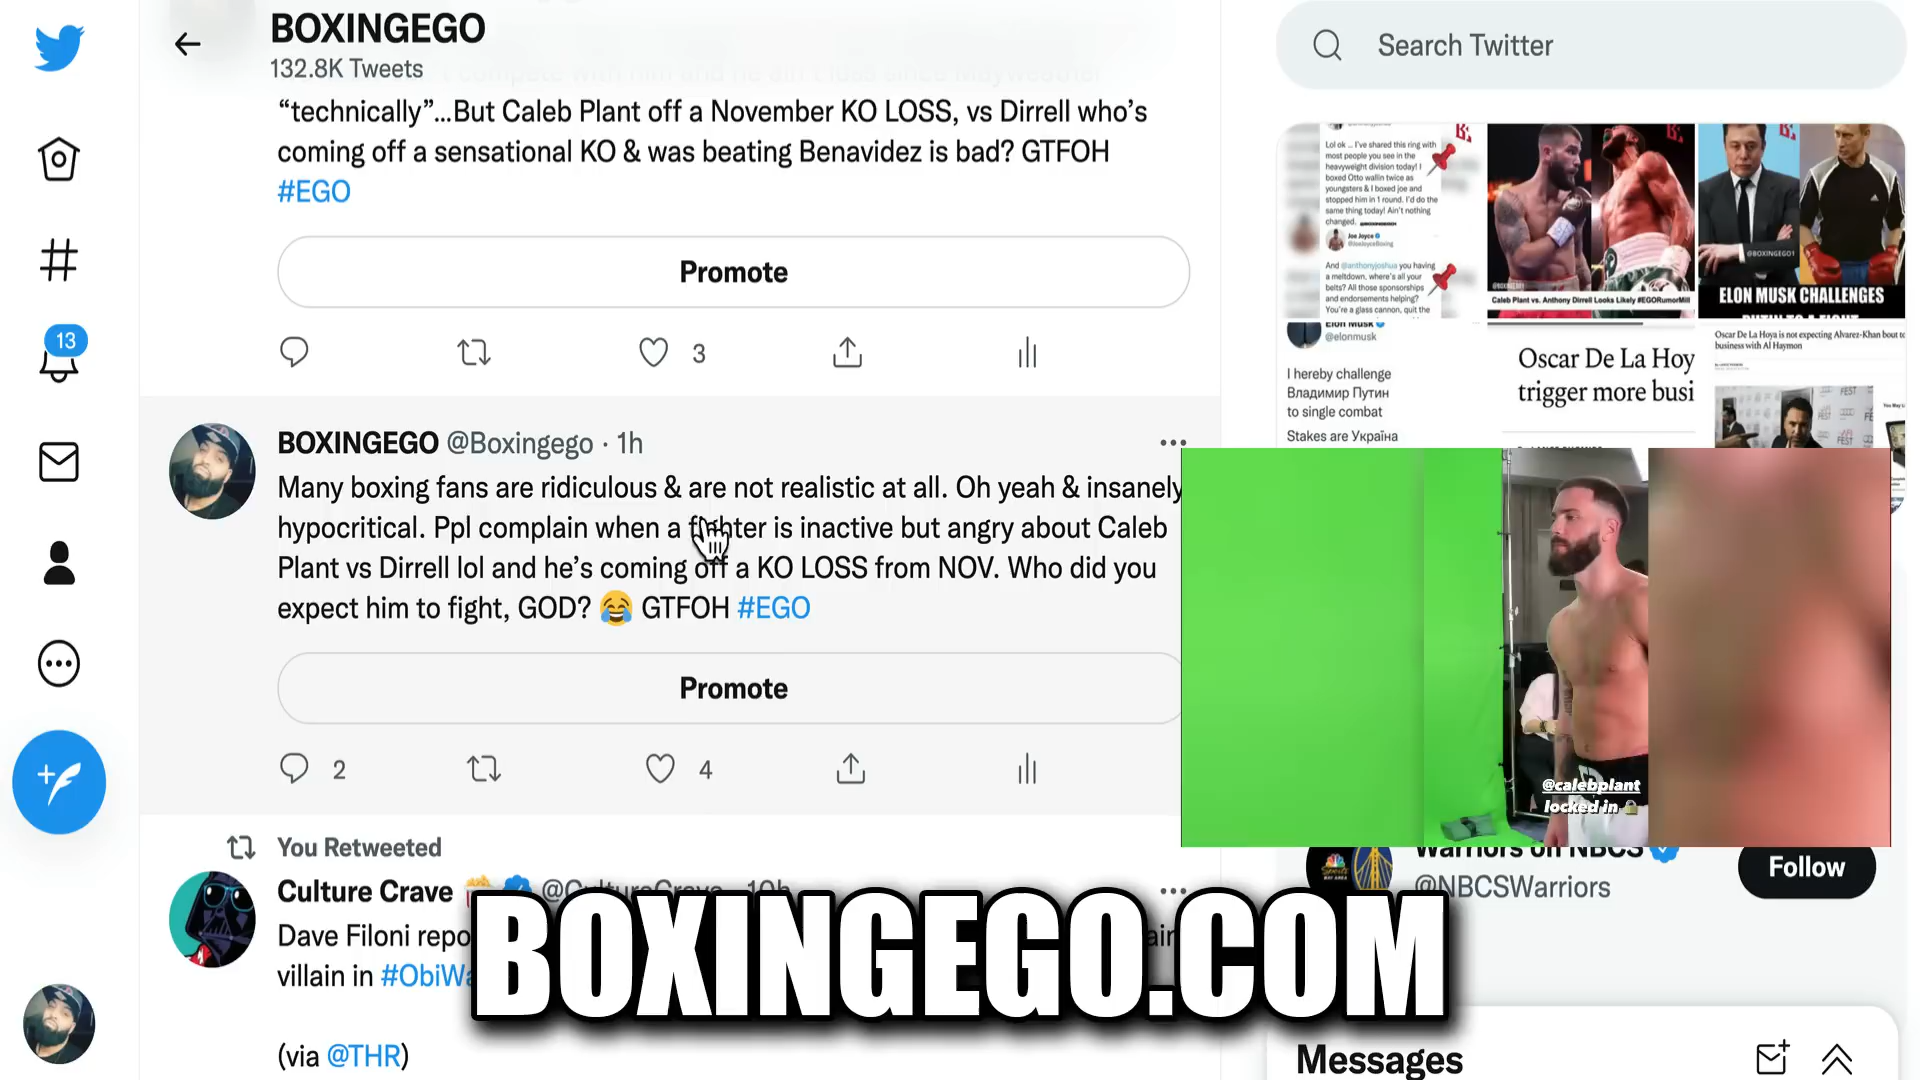 BOXINGEGO
132.8K Tweets
“technically”...But Caleb Plant off a November KO LOSS, vs Dirrell who’s
coming off a sensational KO & was beating Benavidez is bad? GTFOH
#EGO
Promote
3
BOXINGEGO @Boxingego · 1h
Many boxing fans are ridiculous & are not realistic at all. Oh yeah & insanely
hypocritical. Ppl complain when a fighter is inactive but angry about Caleb
Plant vs Dirrell lol and he’s coming off a KO LOSS from NOV. Who did you
expect him to fight, GOD? 😂 GTFOH #EGO
Promote
2
4
You Retweeted
Culture Crave @CultureCrave · 10h
Dave Filoni repo
villain in #ObiWa
(via @THR)
13
Search Twitter
Lol ok ... I've shared this ring with
most people you see in the
heavyweight division today! I
boxed Otto wallin twice as
youngsters & I boxed joe and
stopped him in 1 round. I'd do the
same thing today! Ain't nothing
changed.
Joe Joyce
@JoeJoyceBoxing
And @anthonyjoshua you having
a meltdown, where's all your
belts? All those sponsorships
and endorsements helping?
You're a glass cannon, quit the
Caleb Plant vs. Anthony Dirrell Looks Likely #EGORumorMill
@BOXINGEGO1
ELON MUSK CHALLENGES
Elon Musk
@elonmusk
I hereby challenge
Владимир Путин
to single combat
Stakes are Україна
Oscar De La Hoy
trigger more busi
Oscar De La Hoya is not expecting Alvarez-Khan bout to
business with Al Haymon
@calebplant
locked in 🔒
Warriors on NBCS
@NBCSWarriors
Follow
BOXINGEGO.COM
Messages